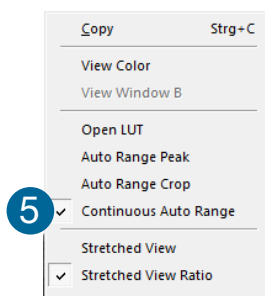 Copy Strg+C
View Color
View Window B
Open LUT
Auto Range Peak
Auto Range Crop
5 Continuous Auto Range
Stretched View
Stretched View Ratio